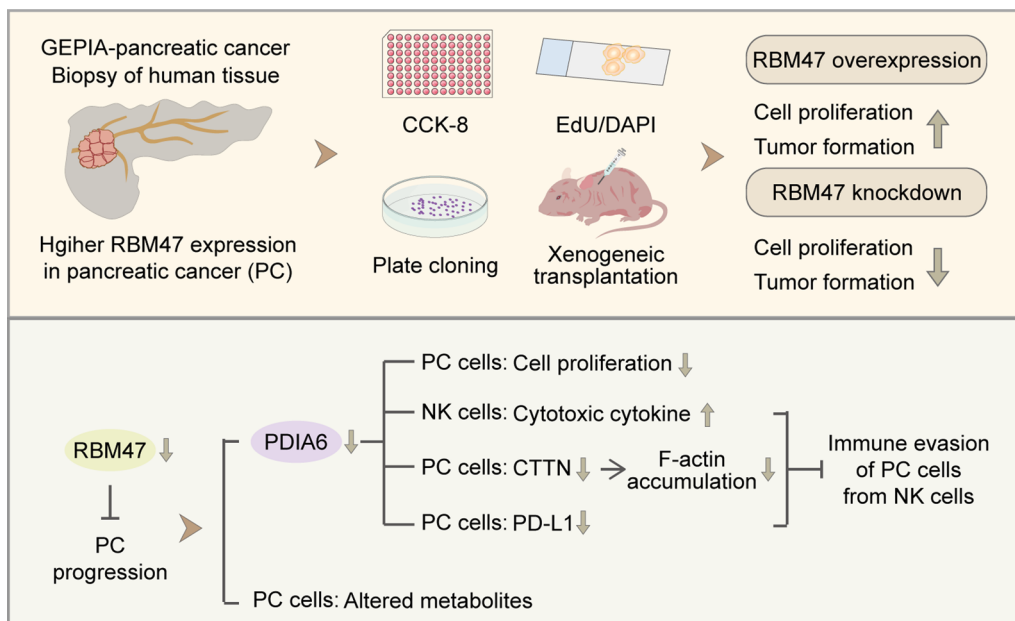 GEPIA-pancreatic cancer
Biopsy of human tissue
Hgiher RBM47 expression
in pancreatic cancer (PC)
CCK-8
EdU/DAPI
Plate cloning
Xenogeneic
transplantation
RBM47 overexpression
Cell proliferation
Tumor formation
RBM47 knockdown
Cell proliferation
Tumor formation
RBM47
PC
progression
PDIA6
PC cells: Cell proliferation
NK cells: Cytotoxic cytokine
PC cells: CTTN
F-actin
accumulation
PC cells: PD-L1
Immune evasion
of PC cells
from NK cells
PC cells: Altered metabolites